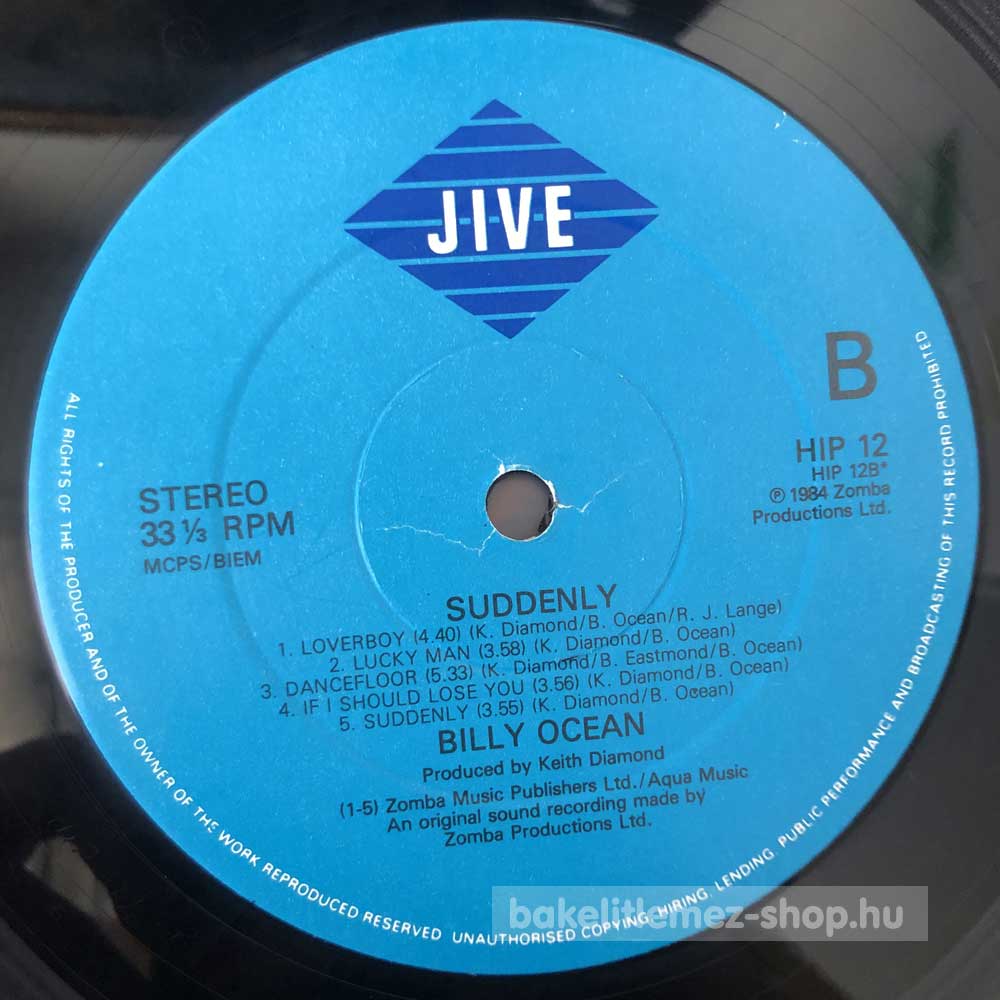 JIVE
B
HIP 12
HIP 12B*
℗ 1984 Zomba
Productions Ltd.
STEREO
33 ⅓ RPM
MCPS/BIEM
SUDDENLY
1. LOVERBOY (4.40) (K. Diamond/B. Ocean/R. J. Lange)
2. LUCKY MAN (3.58) (K. Diamond/B. Ocean)
3. DANCEFLOOR (5.33) (K. Diamond/B. Eastmond/B. Ocean)
4. IF I SHOULD LOSE YOU (3.56) (K. Diamond/B. Ocean)
5. SUDDENLY (3.55) (K. Diamond/B. Ocean)
BILLY OCEAN
Produced by Keith Diamond
(1-5) Zomba Music Publishers Ltd./Aqua Music
An original sound recording made by
Zomba Productions Ltd.
ALL RIGHTS OF THE PRODUCER AND OF THE OWNER OF THE WORK REPRODUCED RESERVED UNAUTHORISED COPYING, HIRING, LENDING, PUBLIC PERFORMANCE AND BROADCASTING OF THIS RECORD PROHIBITED
bakelitlemez-shop.hu